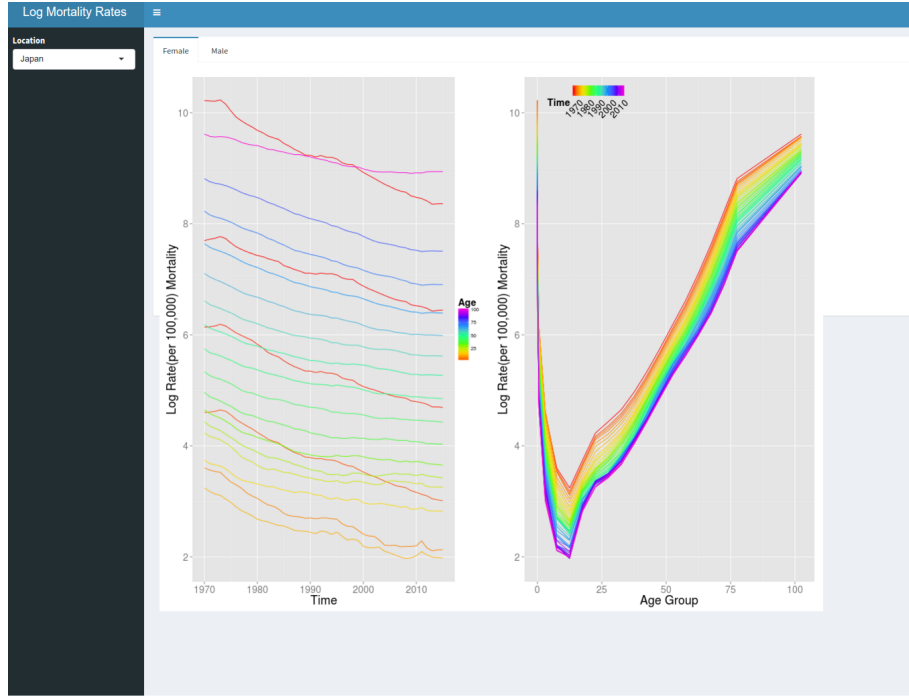 Log Mortality Rates
Location
Japan
Female Male
Log Rate(per 100,000) Mortality
10
8
6
4
2
1970 1980 1990 2000 2010
Time
Age
100
75
50
25
Log Rate(per 100,000) Mortality
10
8
6
4
2
Time
1970 1980 1990 2000 2010
0 25 50 75 100
Age Group